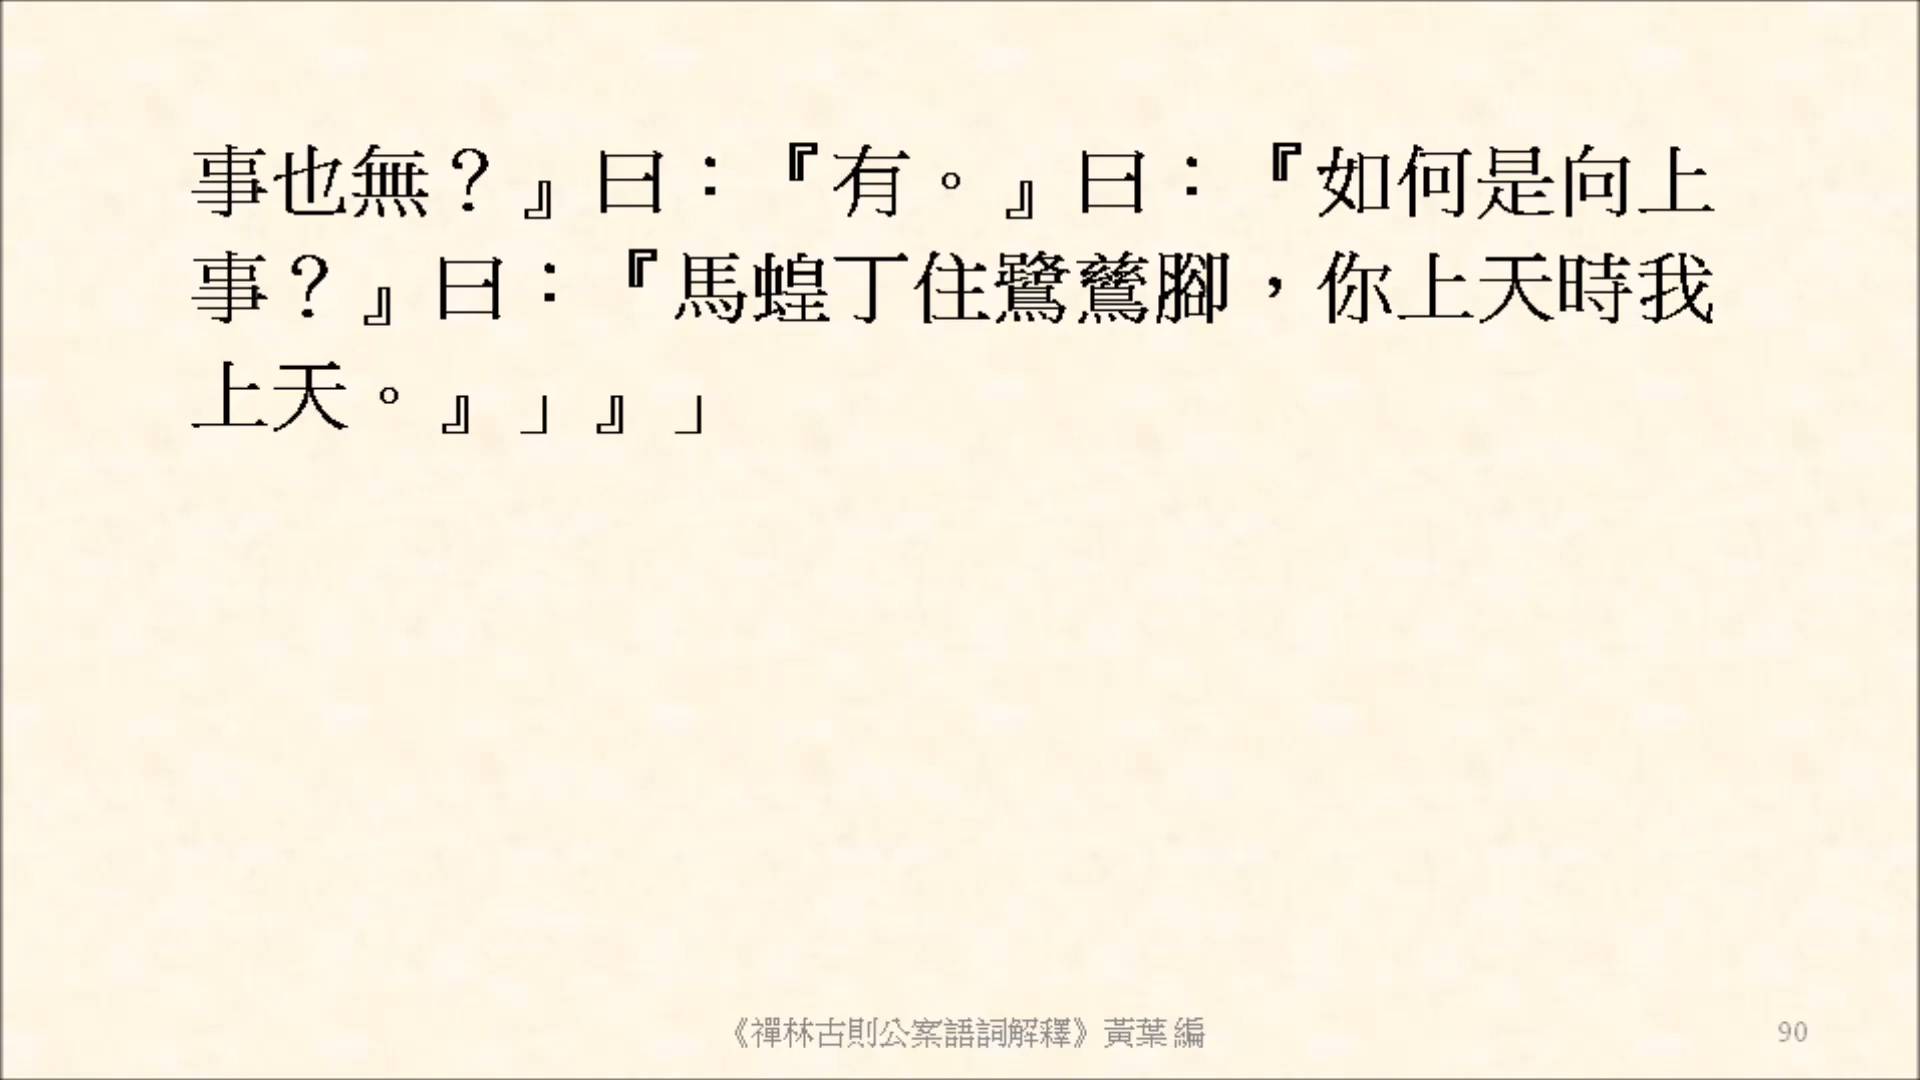 事也無？』曰：『有。』曰：『如何是向上
事？』曰：『馬蝗丁住鷺鷥腳，你上天時我
上天。』」』」
《禪林古則公案語詞解釋》黃葉 編
90